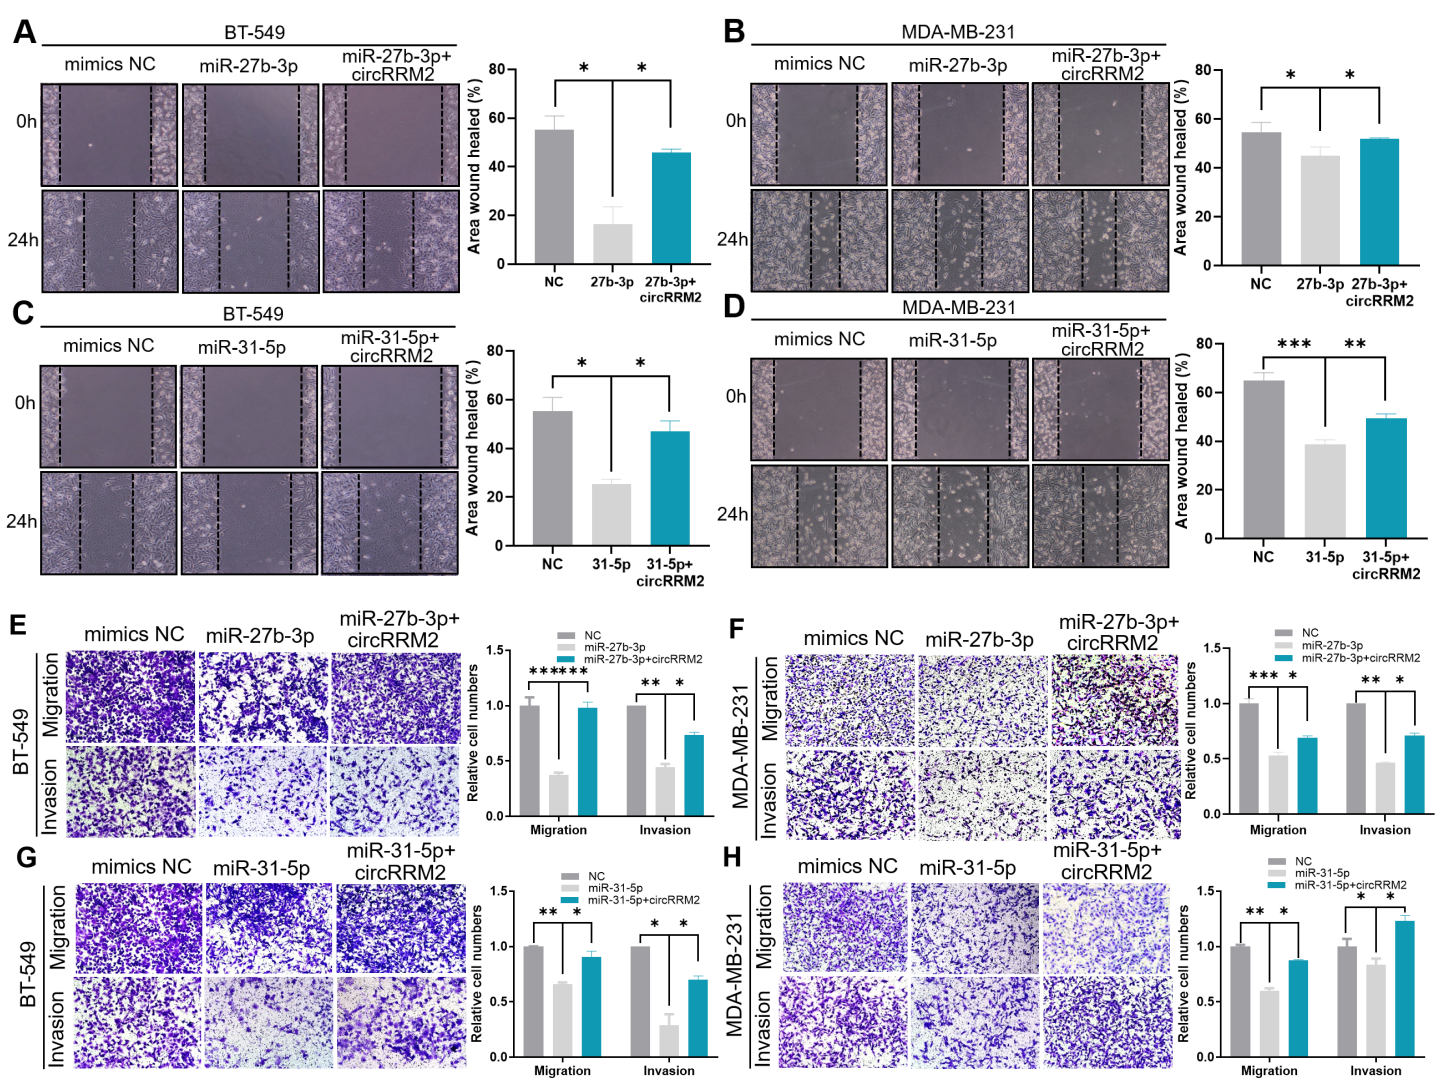 A
BT-549
mimics NC
miR-27b-3p
miR-27b-3p+
circRRM2
0h
24h
Area wound healed (%)
80
60
40
20
0
*
*
NC
27b-3p
27b-3p+
circRRM2
B
MDA-MB-231
mimics NC
miR-27b-3p
miR-27b-3p+
circRRM2
0h
24h
Area wound healed (%)
80
60
40
20
0
*
*
NC
27b-3p
27b-3p+
circRRM2
C
BT-549
mimics NC
miR-31-5p
miR-31-5p+
circRRM2
0h
24h
Area wound healed (%)
80
60
40
20
0
*
*
NC
31-5p
31-5p+
circRRM2
D
MDA-MB-231
mimics NC
miR-31-5p
miR-31-5p+
circRRM2
0h
24h
Area wound healed (%)
80
60
40
20
0
***
**
NC
31-5p
31-5p+
circRRM2
E
mimics NC
miR-27b-3p
miR-27b-3p+
circRRM2
BT-549
Migration
Invasion
NC
miR-27b-3p
miR-27b-3p+circRRM2
Relative cell numbers
1.5
1.0
0.5
0.0
******
**
*
Migration
Invasion
F
mimics NC
miR-27b-3p
miR-27b-3p+
circRRM2
MDA-MB-231
Migration
Invasion
NC
miR-27b-3p
miR-27b-3p+circRRM2
Relative cell numbers
1.5
1.0
0.5
0.0
***
*
**
*
Migration
Invasion
G
mimics NC
miR-31-5p
miR-31-5p+
circRRM2
BT-549
Migration
Invasion
NC
miR-31-5p
miR-31-5p+circRRM2
Relative cell numbers
1.5
1.0
0.5
0.0
**
*
*
*
Migration
Invasion
H
mimics NC
miR-31-5p
miR-31-5p+
circRRM2
MDA-MB-231
Migration
Invasion
NC
miR-31-5p
miR-31-5p+circRRM2
Relative cell numbers
1.5
1.0
0.5
0.0
**
*
*
*
Migration
Invasion